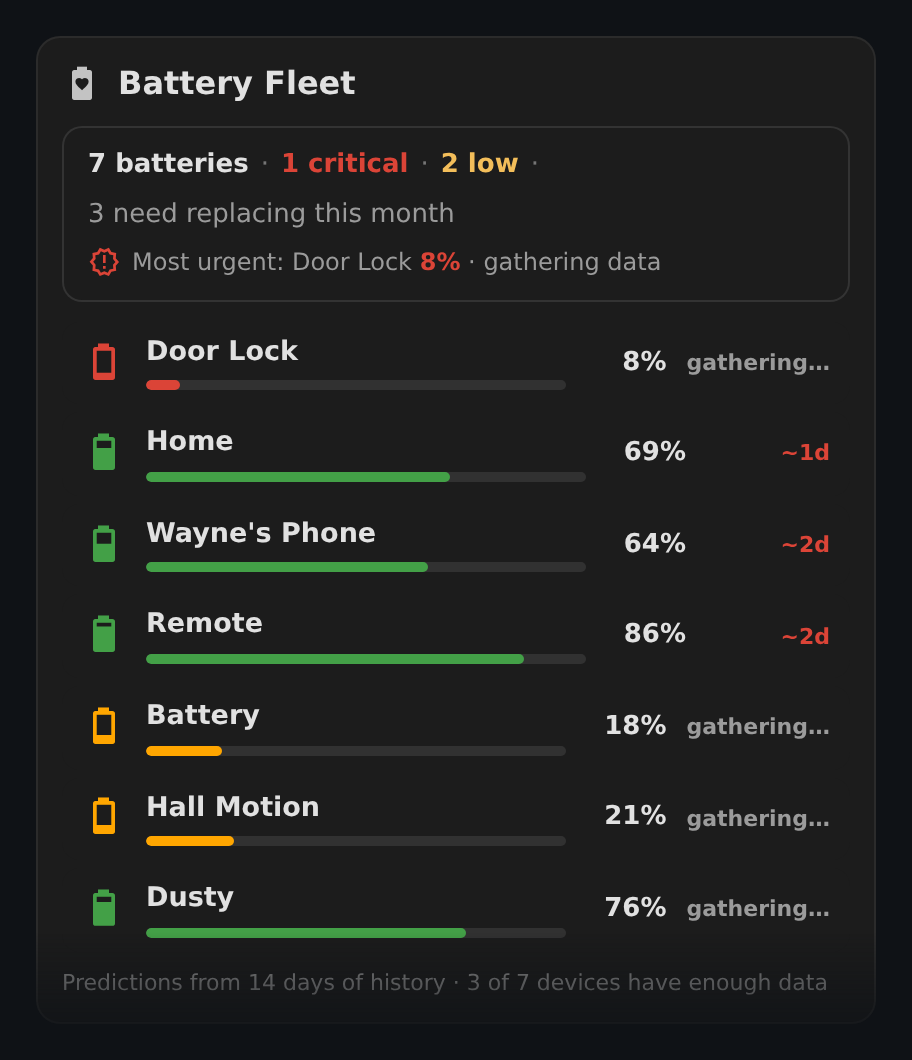 Battery Fleet
7 batteries · 1 critical · 2 low ·
3 need replacing this month
Most urgent: Door Lock 8% · gathering data
Door Lock 8% gathering…
Home 69% ~1d
Wayne's Phone 64% ~2d
Remote 86% ~2d
Battery 18% gathering…
Hall Motion 21% gathering…
Dusty 76% gathering…
Predictions from 14 days of history · 3 of 7 devices have enough data